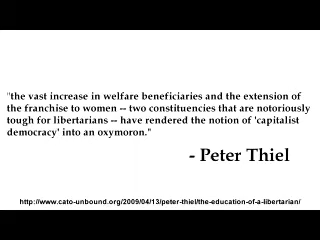 "the vast increase in welfare beneficiaries and the extension of
the franchise to women -- two constituencies that are notoriously
tough for libertarians -- have rendered the notion of 'capitalist
democracy' into an oxymoron."
- Peter Thiel
http://www.cato-unbound.org/2009/04/13/peter-thiel/the-education-of-a-libertarian/